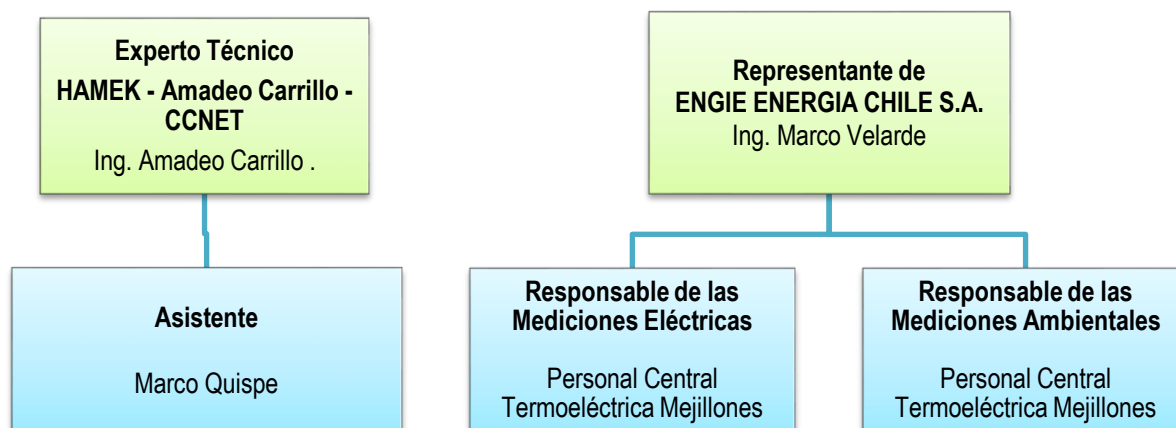 Experto Técnico
HAMEK - Amadeo Carrillo -
CCNET
Ing. Amadeo Carrillo .
Representante de
ENGIE ENERGIA CHILE S.A.
Ing. Marco Velarde
Asistente
Marco Quispe
Responsable de las
Mediciones Eléctricas
Personal Central
Termoeléctrica Mejillones
Responsable de las
Mediciones Ambientales
Personal Central
Termoeléctrica Mejillones